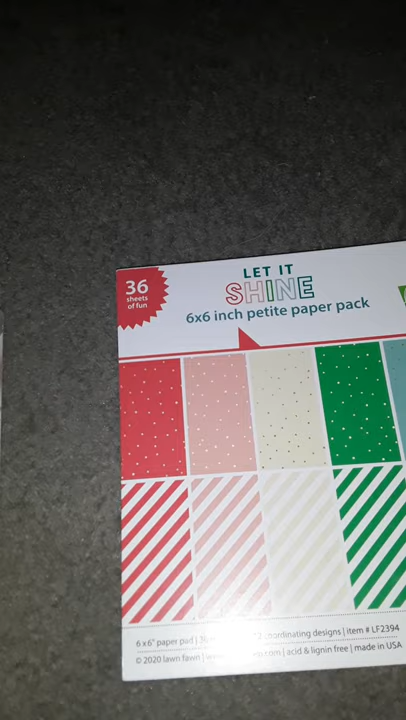 36
sheets
of fun
LET IT
SHINE
6x6 inch petite paper pack
6 x 6" paper pad | coordinating designs | item # LF2394
© 2020 lawn fawn | | acid & lignin free | made in USA